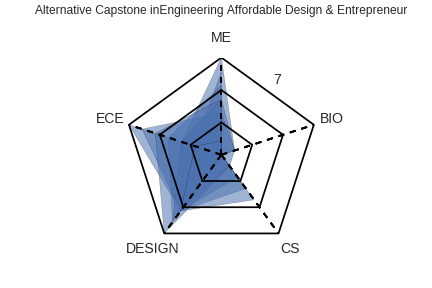 Alternative Capstone inEngineering Affordable Design & Entrepreneur
ME
7
ECE
BIO
DESIGN
CS